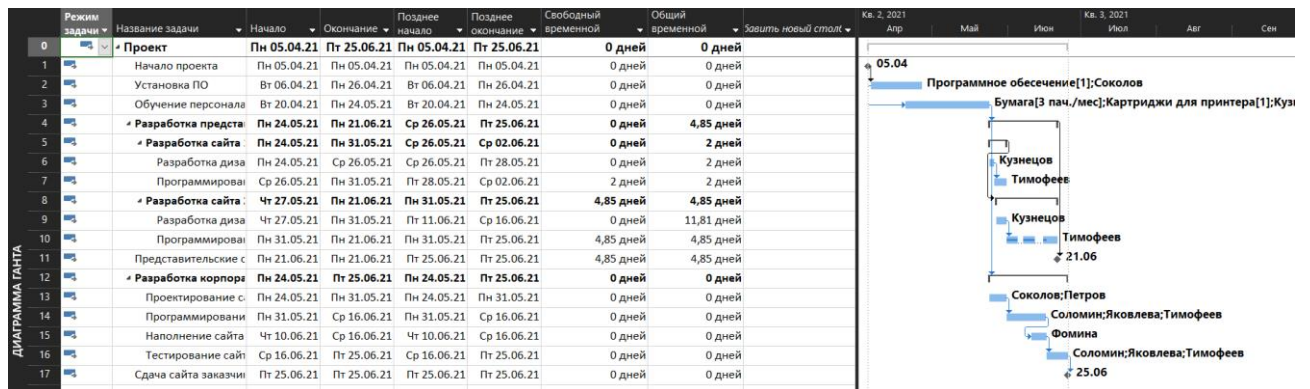 Режим задачи
Название задачи
Начало
Окончание
Позднее начало
Позднее окончание
Свободный временной
Общий временной
бавить новый столб
Кв. 2, 2021
Кв. 3, 2021
Апр Май Июн Июл Авг Сен
0 Проект Пн 05.04.21 Пт 25.06.21 Пн 05.04.21 Пт 25.06.21 0 дней 0 дней
1 Начало проекта Пн 05.04.21 Пн 05.04.21 Пн 05.04.21 Пн 05.04.21 0 дней 0 дней 05.04
2 Установка ПО Вт 06.04.21 Пн 26.04.21 Вт 06.04.21 Пн 26.04.21 0 дней 0 дней Программное обесечение[1];Соколов
3 Обучение персонала Вт 20.04.21 Пн 24.05.21 Вт 20.04.21 Пн 24.05.21 0 дней 0 дней Бумага[3 пач./мес];Картриджи для принтера[1];Кузн
4 Разработка предста Пн 24.05.21 Пн 21.06.21 Ср 26.05.21 Пт 25.06.21 0 дней 4,85 дней
5 Разработка сайта Пн 24.05.21 Пн 31.05.21 Ср 26.05.21 Ср 02.06.21 0 дней 2 дней
6 Разработка диза Пн 24.05.21 Ср 26.05.21 Ср 26.05.21 Пт 28.05.21 0 дней 2 дней Кузнецов
7 Программирова Ср 26.05.21 Пн 31.05.21 Пт 28.05.21 Ср 02.06.21 2 дней 2 дней Тимофеев
8 Разработка сайта Чт 27.05.21 Пн 21.06.21 Пн 31.05.21 Пт 25.06.21 4,85 дней 4,85 дней
9 Разработка диза Чт 27.05.21 Пн 31.05.21 Пт 11.06.21 Ср 16.06.21 0 дней 11,81 дней Кузнецов
10 Программирова Пн 31.05.21 Пн 21.06.21 Пн 31.05.21 Пт 25.06.21 4,85 дней 4,85 дней Тимофеев
11 Представительские с Пн 21.06.21 Пн 21.06.21 Пт 25.06.21 Пт 25.06.21 4,85 дней 4,85 дней 21.06
12 Разработка корпора Пн 24.05.21 Пт 25.06.21 Пн 24.05.21 Пт 25.06.21 0 дней 0 дней
13 Проектирование с Пн 24.05.21 Пн 31.05.21 Пн 24.05.21 Пн 31.05.21 0 дней 0 дней Соколов;Петров
14 Программировани Пн 31.05.21 Ср 16.06.21 Пн 31.05.21 Ср 16.06.21 0 дней 0 дней Соломин;Яковлева;Тимофеев
15 Наполнение сайта Чт 10.06.21 Ср 16.06.21 Чт 10.06.21 Ср 16.06.21 0 дней 0 дней Фомина
16 Тестирование сайт Ср 16.06.21 Пт 25.06.21 Ср 16.06.21 Пт 25.06.21 0 дней 0 дней Соломин;Яковлева;Тимофеев
17 Сдача сайта заказчи Пт 25.06.21 Пт 25.06.21 Пт 25.06.21 Пт 25.06.21 0 дней 0 дней 25.06
ДИАГРАММА ГАНТА